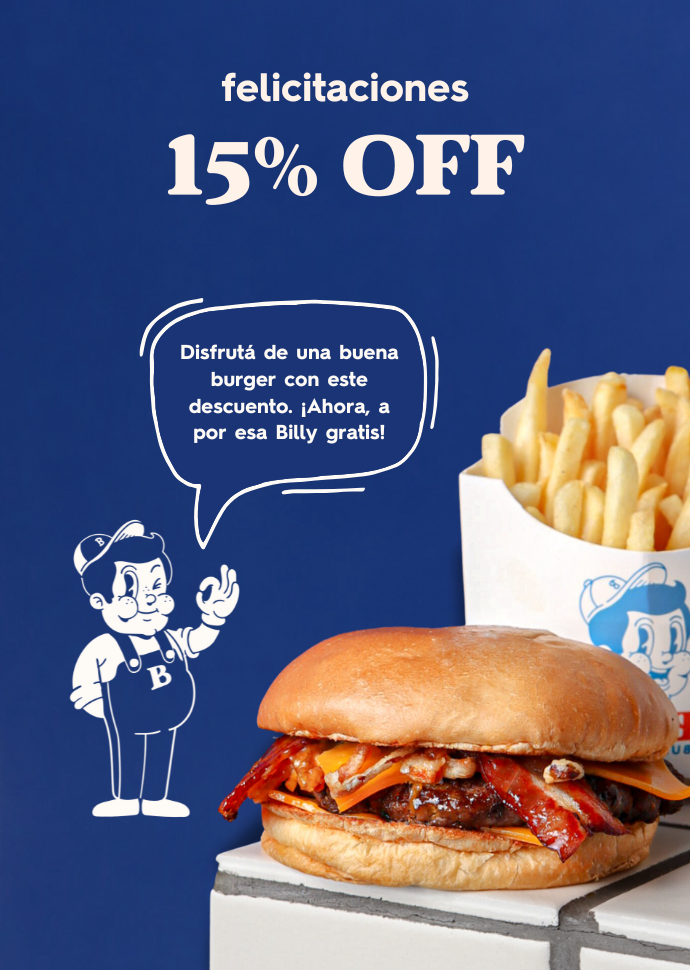 felicitaciones
15% OFF
Disfrutá de una buena
burger con este
descuento. ¡Ahora, a
por esa Billy gratis!
B
B